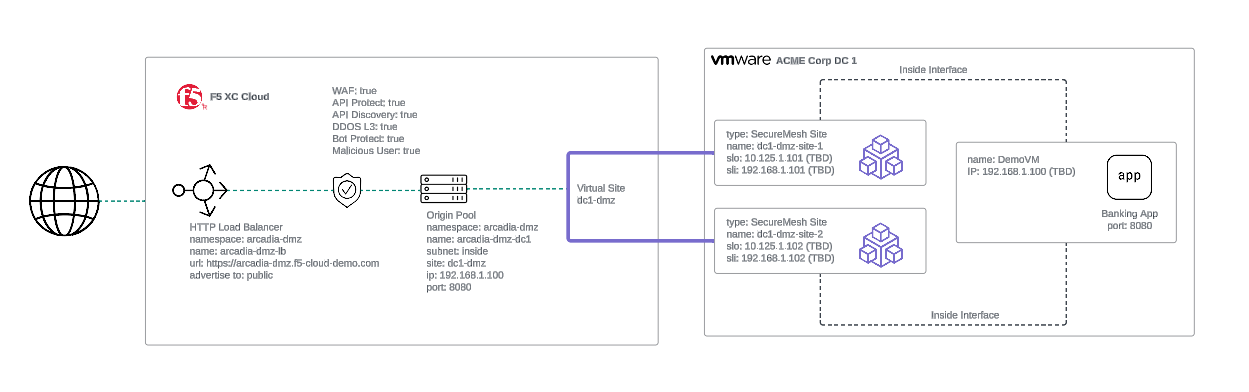 F5 XC Cloud
WAF: true
API Protect: true
API Discovery: true
DDOS L3: true
Bot Protect: true
Malicious User: true
HTTP Load Balancer
namespace: arcadia-dmz
name: arcadia-dmz-lb
url: https://arcadia-dmz.f5-cloud-demo.com
advertise to: public
Origin Pool
namespace: arcadia-dmz
name: arcadia-dmz-dc1
subnet: inside
site: dc1-dmz
ip: 192.168.1.100
port: 8080
Virtual Site
dc1-dmz
vmware ACME Corp DC 1
Inside Interface
type: SecureMesh Site
name: dc1-dmz-site-1
slo: 10.125.1.101 (TBD)
sli: 192.168.1.101 (TBD)
type: SecureMesh Site
name: dc1-dmz-site-2
slo: 10.125.1.102 (TBD)
sli: 192.168.1.102 (TBD)
name: DemoVM
IP: 192.168.1.100 (TBD)
app
Banking App
port: 8080
Inside Interface